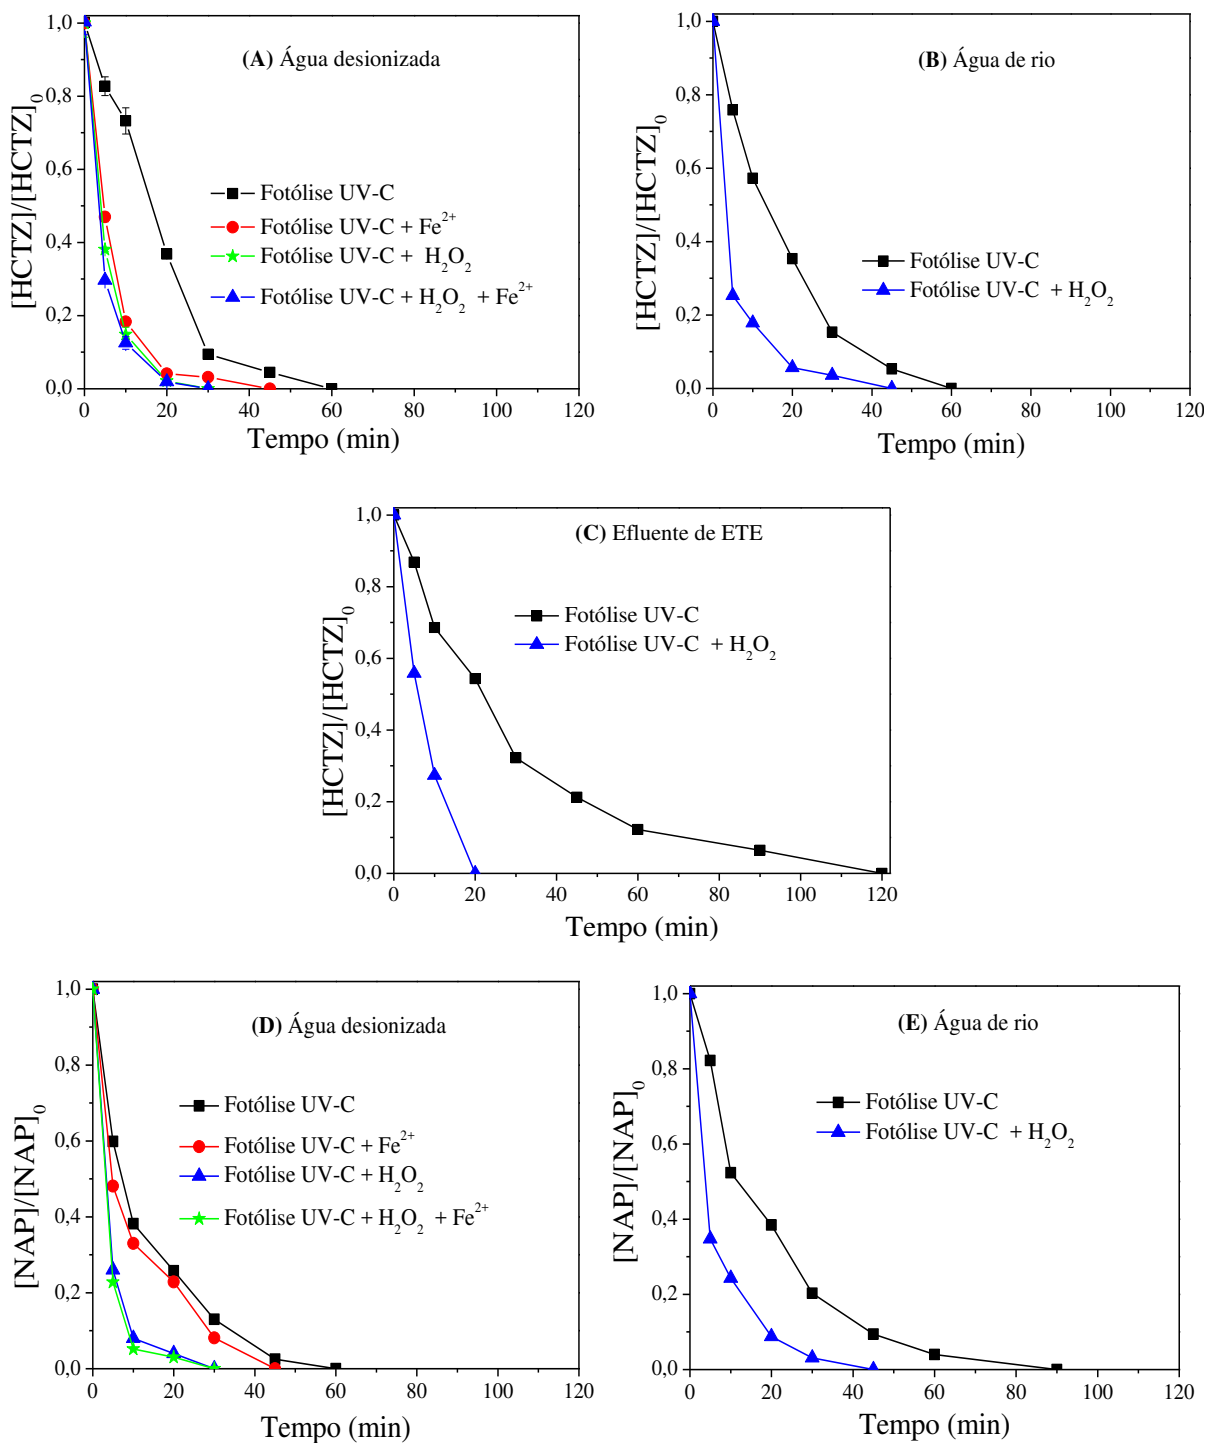 (A) Água desionizada
[HCTZ]/[HCTZ]0
1,0
0,8
0,6
0,4
0,2
0,0
Fotólise UV-C
Fotólise UV-C + Fe2+
Fotólise UV-C + H2O2
Fotólise UV-C + H2O2 + Fe2+
0 20 40 60 80 100 120
Tempo (min)
(B) Água de rio
[HCTZ]/[HCTZ]0
1,0
0,8
0,6
0,4
0,2
0,0
Fotólise UV-C
Fotólise UV-C + H2O2
0 20 40 60 80 100 120
Tempo (min)
(C) Efluente de ETE
[HCTZ]/[HCTZ]0
1,0
0,8
0,6
0,4
0,2
0,0
Fotólise UV-C
Fotólise UV-C + H2O2
0 20 40 60 80 100 120
Tempo (min)
(D) Água desionizada
[NAP]/[NAP]0
1,0
0,8
0,6
0,4
0,2
0,0
Fotólise UV-C
Fotólise UV-C + Fe2+
Fotólise UV-C + H2O2
Fotólise UV-C + H2O2 + Fe2+
0 20 40 60 80 100 120
Tempo (min)
(E) Água de rio
[NAP]/[NAP]0
1,0
0,8
0,6
0,4
0,2
0,0
Fotólise UV-C
Fotólise UV-C + H2O2
0 20 40 60 80 100 120
Tempo (min)